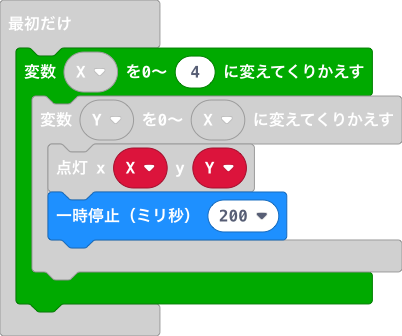 最初だけ
変数 X を0～ 4 に変えてくりかえす
変数 Y を0～ X に変えてくりかえす
点灯 x X y Y
一時停止（ミリ秒） 200